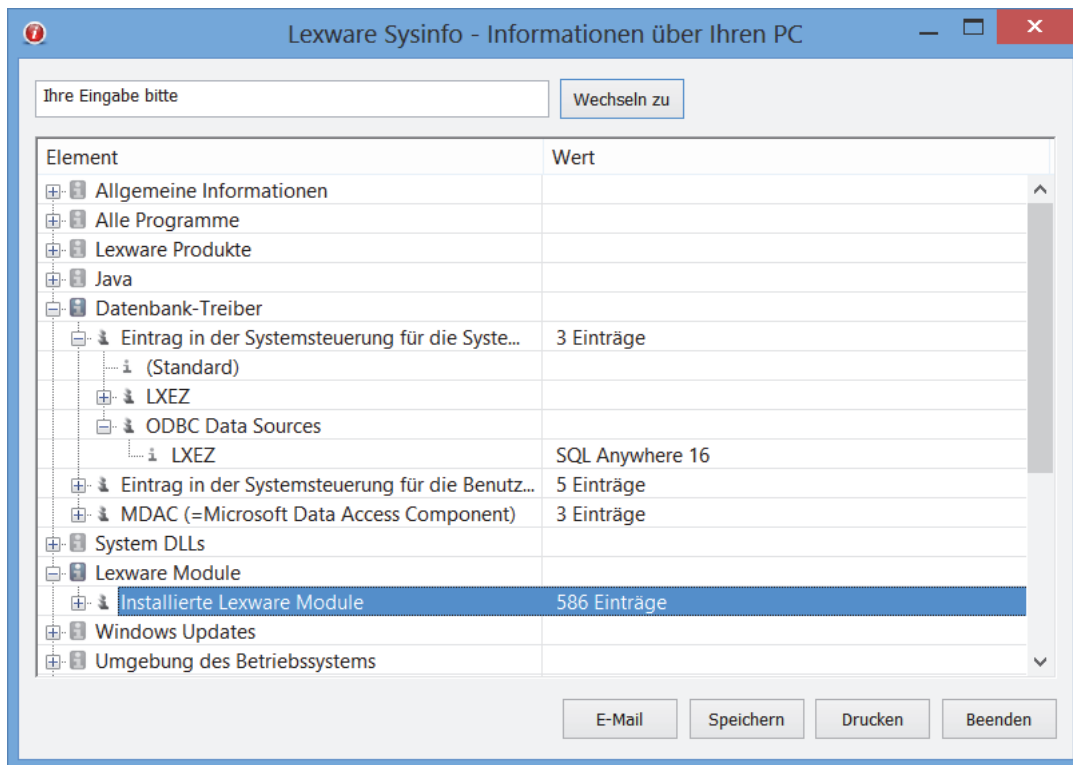 Lexware Sysinfo - Informationen über Ihren PC
Ihre Eingabe bitte
Wechseln zu
Element Wert
Allgemeine Informationen
Alle Programme
Lexware Produkte
Java
Datenbank-Treiber
Eintrag in der Systemsteuerung für die Syste... 3 Einträge
(Standard)
LXEZ
ODBC Data Sources
LXEZ SQL Anywhere 16
Eintrag in der Systemsteuerung für die Benutz... 5 Einträge
MDAC (=Microsoft Data Access Component) 3 Einträge
System DLLs
Lexware Module
Installierte Lexware Module 586 Einträge
Windows Updates
Umgebung des Betriebssystems
E-Mail Speichern Drucken Beenden